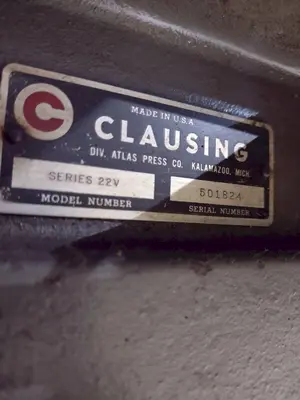 C
MADE IN U.S.A
CLAUSING
DIV. ATLAS PRESS CO. KALAMAZOO, MICH.
SERIES 22V
MODEL NUMBER
501824
SERIAL NUMBER